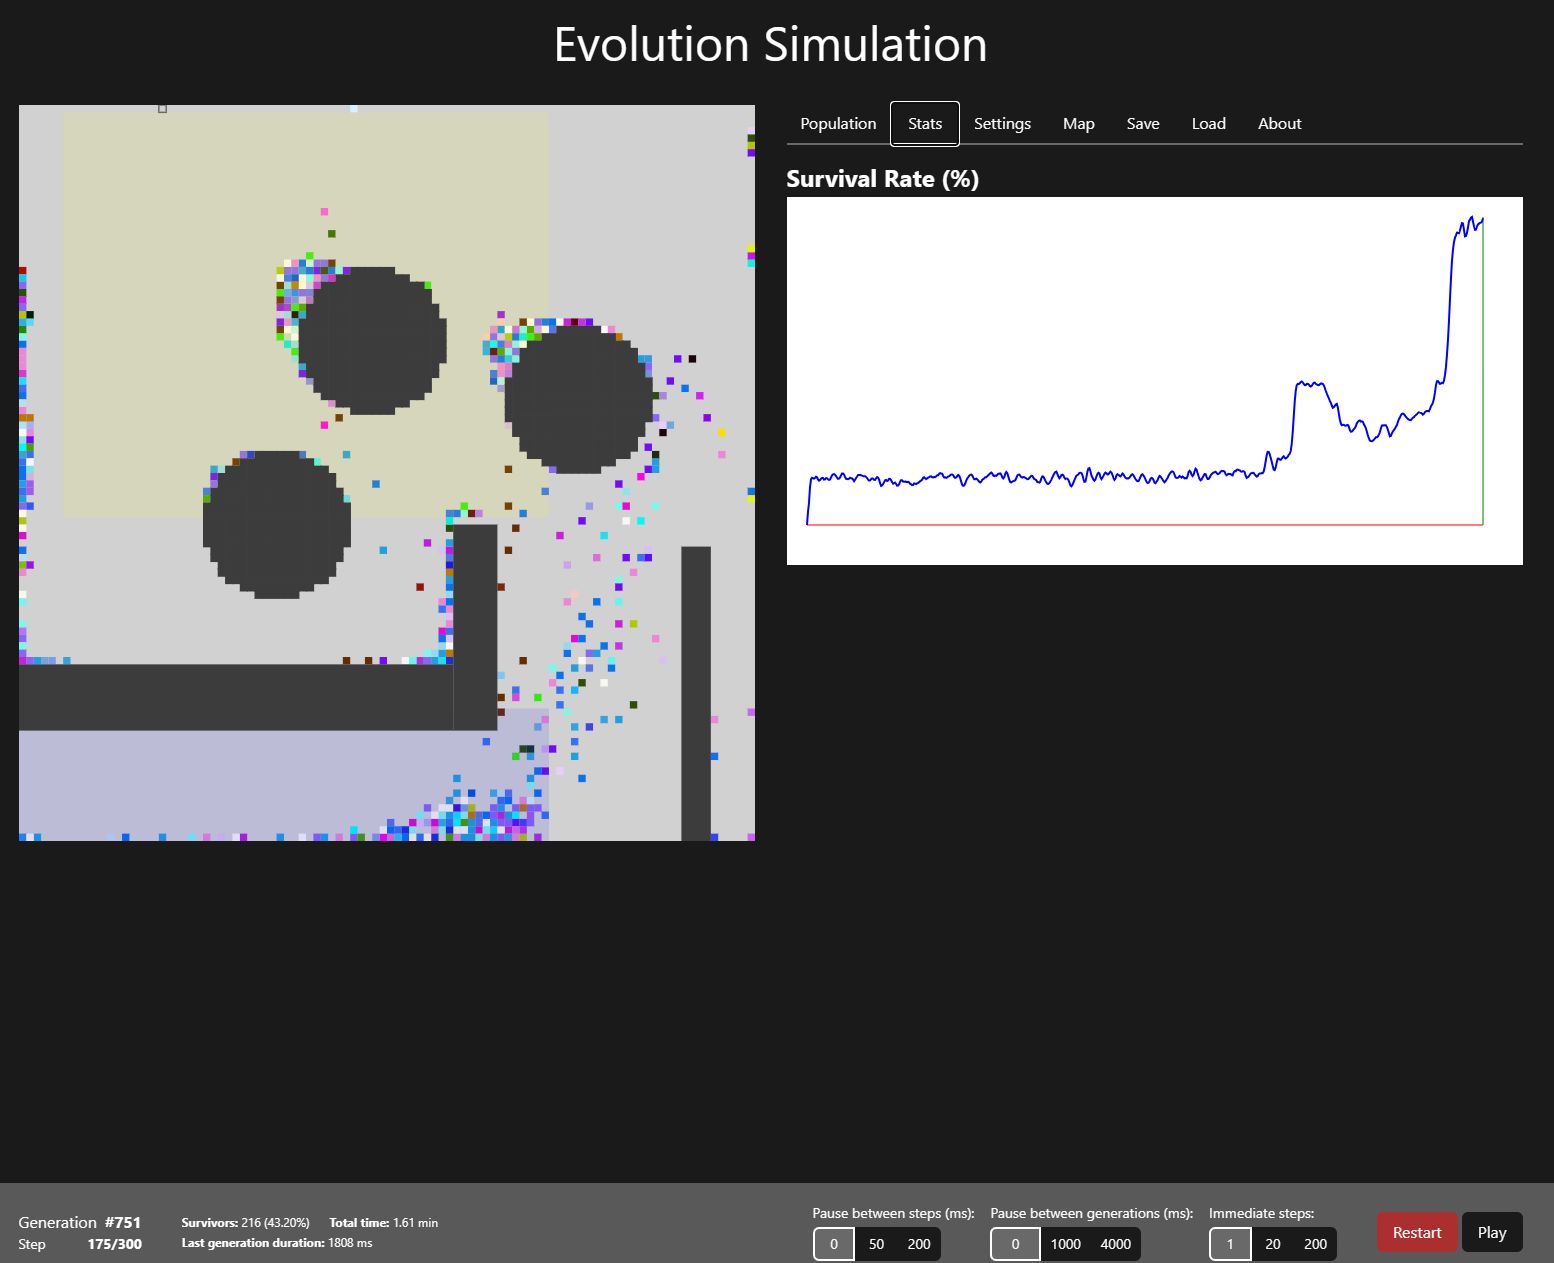 Evolution Simulation
Population Stats Settings Map Save Load About
Survival Rate (%)
Generation #751
Step 175/300
Survivors: 216 (43.20%) Total time: 1.61 min
Last generation duration: 1808 ms
Pause between steps (ms):
0 50 200
Pause between generations (ms):
0 1000 4000
Immediate steps:
1 20 200
Restart Play